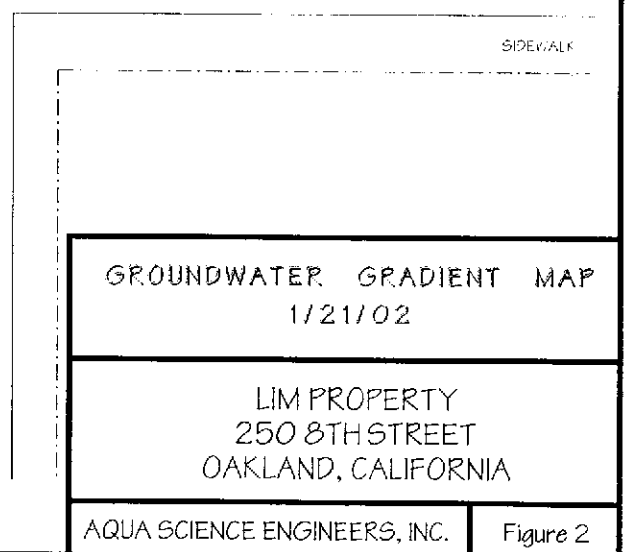 SIDEWALK
GROUNDWATER GRADIENT MAP
1/21/02
LIM PROPERTY
250 8TH STREET
OAKLAND, CALIFORNIA
AQUA SCIENCE ENGINEERS, INC.
Figure 2